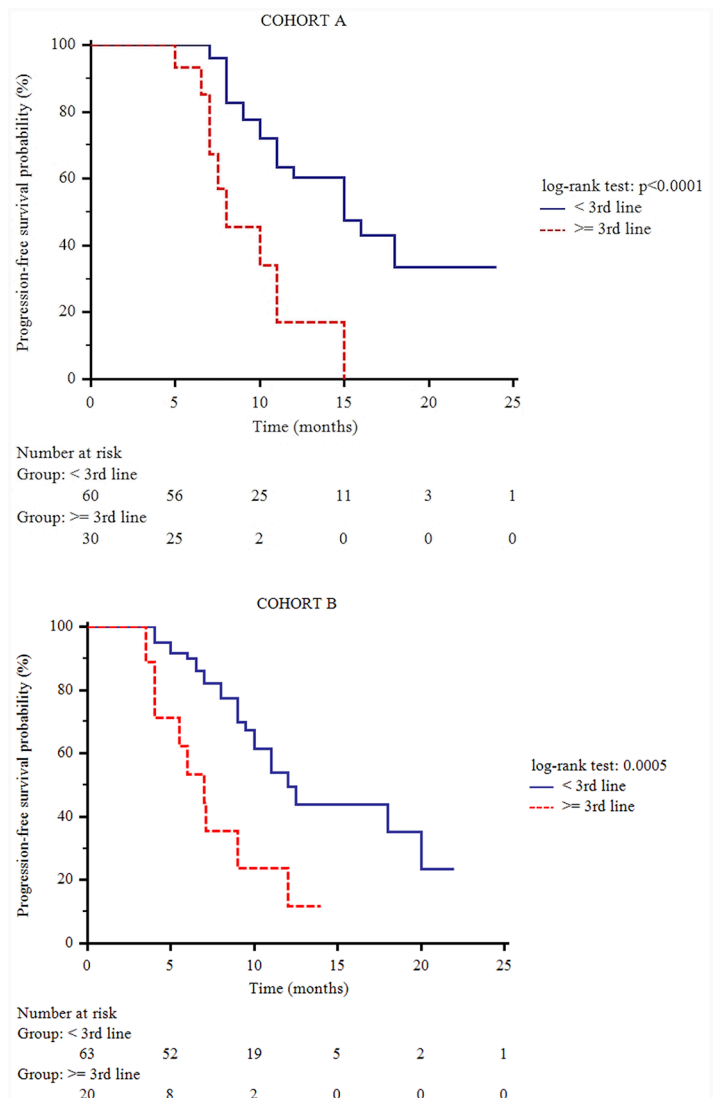 COHORT A
Progression-free survival probability (%)
100
80
60
40
20
0
0 5 10 15 20 25
Time (months)
log-rank test: p<0.0001
< 3rd line
>= 3rd line
Number at risk
Group: < 3rd line
60 56 25 11 3 1
Group: >= 3rd line
30 25 2 0 0 0
COHORT B
Progression-free survival probability (%)
100
80
60
40
20
0
0 5 10 15 20 25
Time (months)
log-rank test: 0.0005
< 3rd line
>= 3rd line
Number at risk
Group: < 3rd line
63 52 19 5 2 1
Group: >= 3rd line
20 8 2 0 0 0